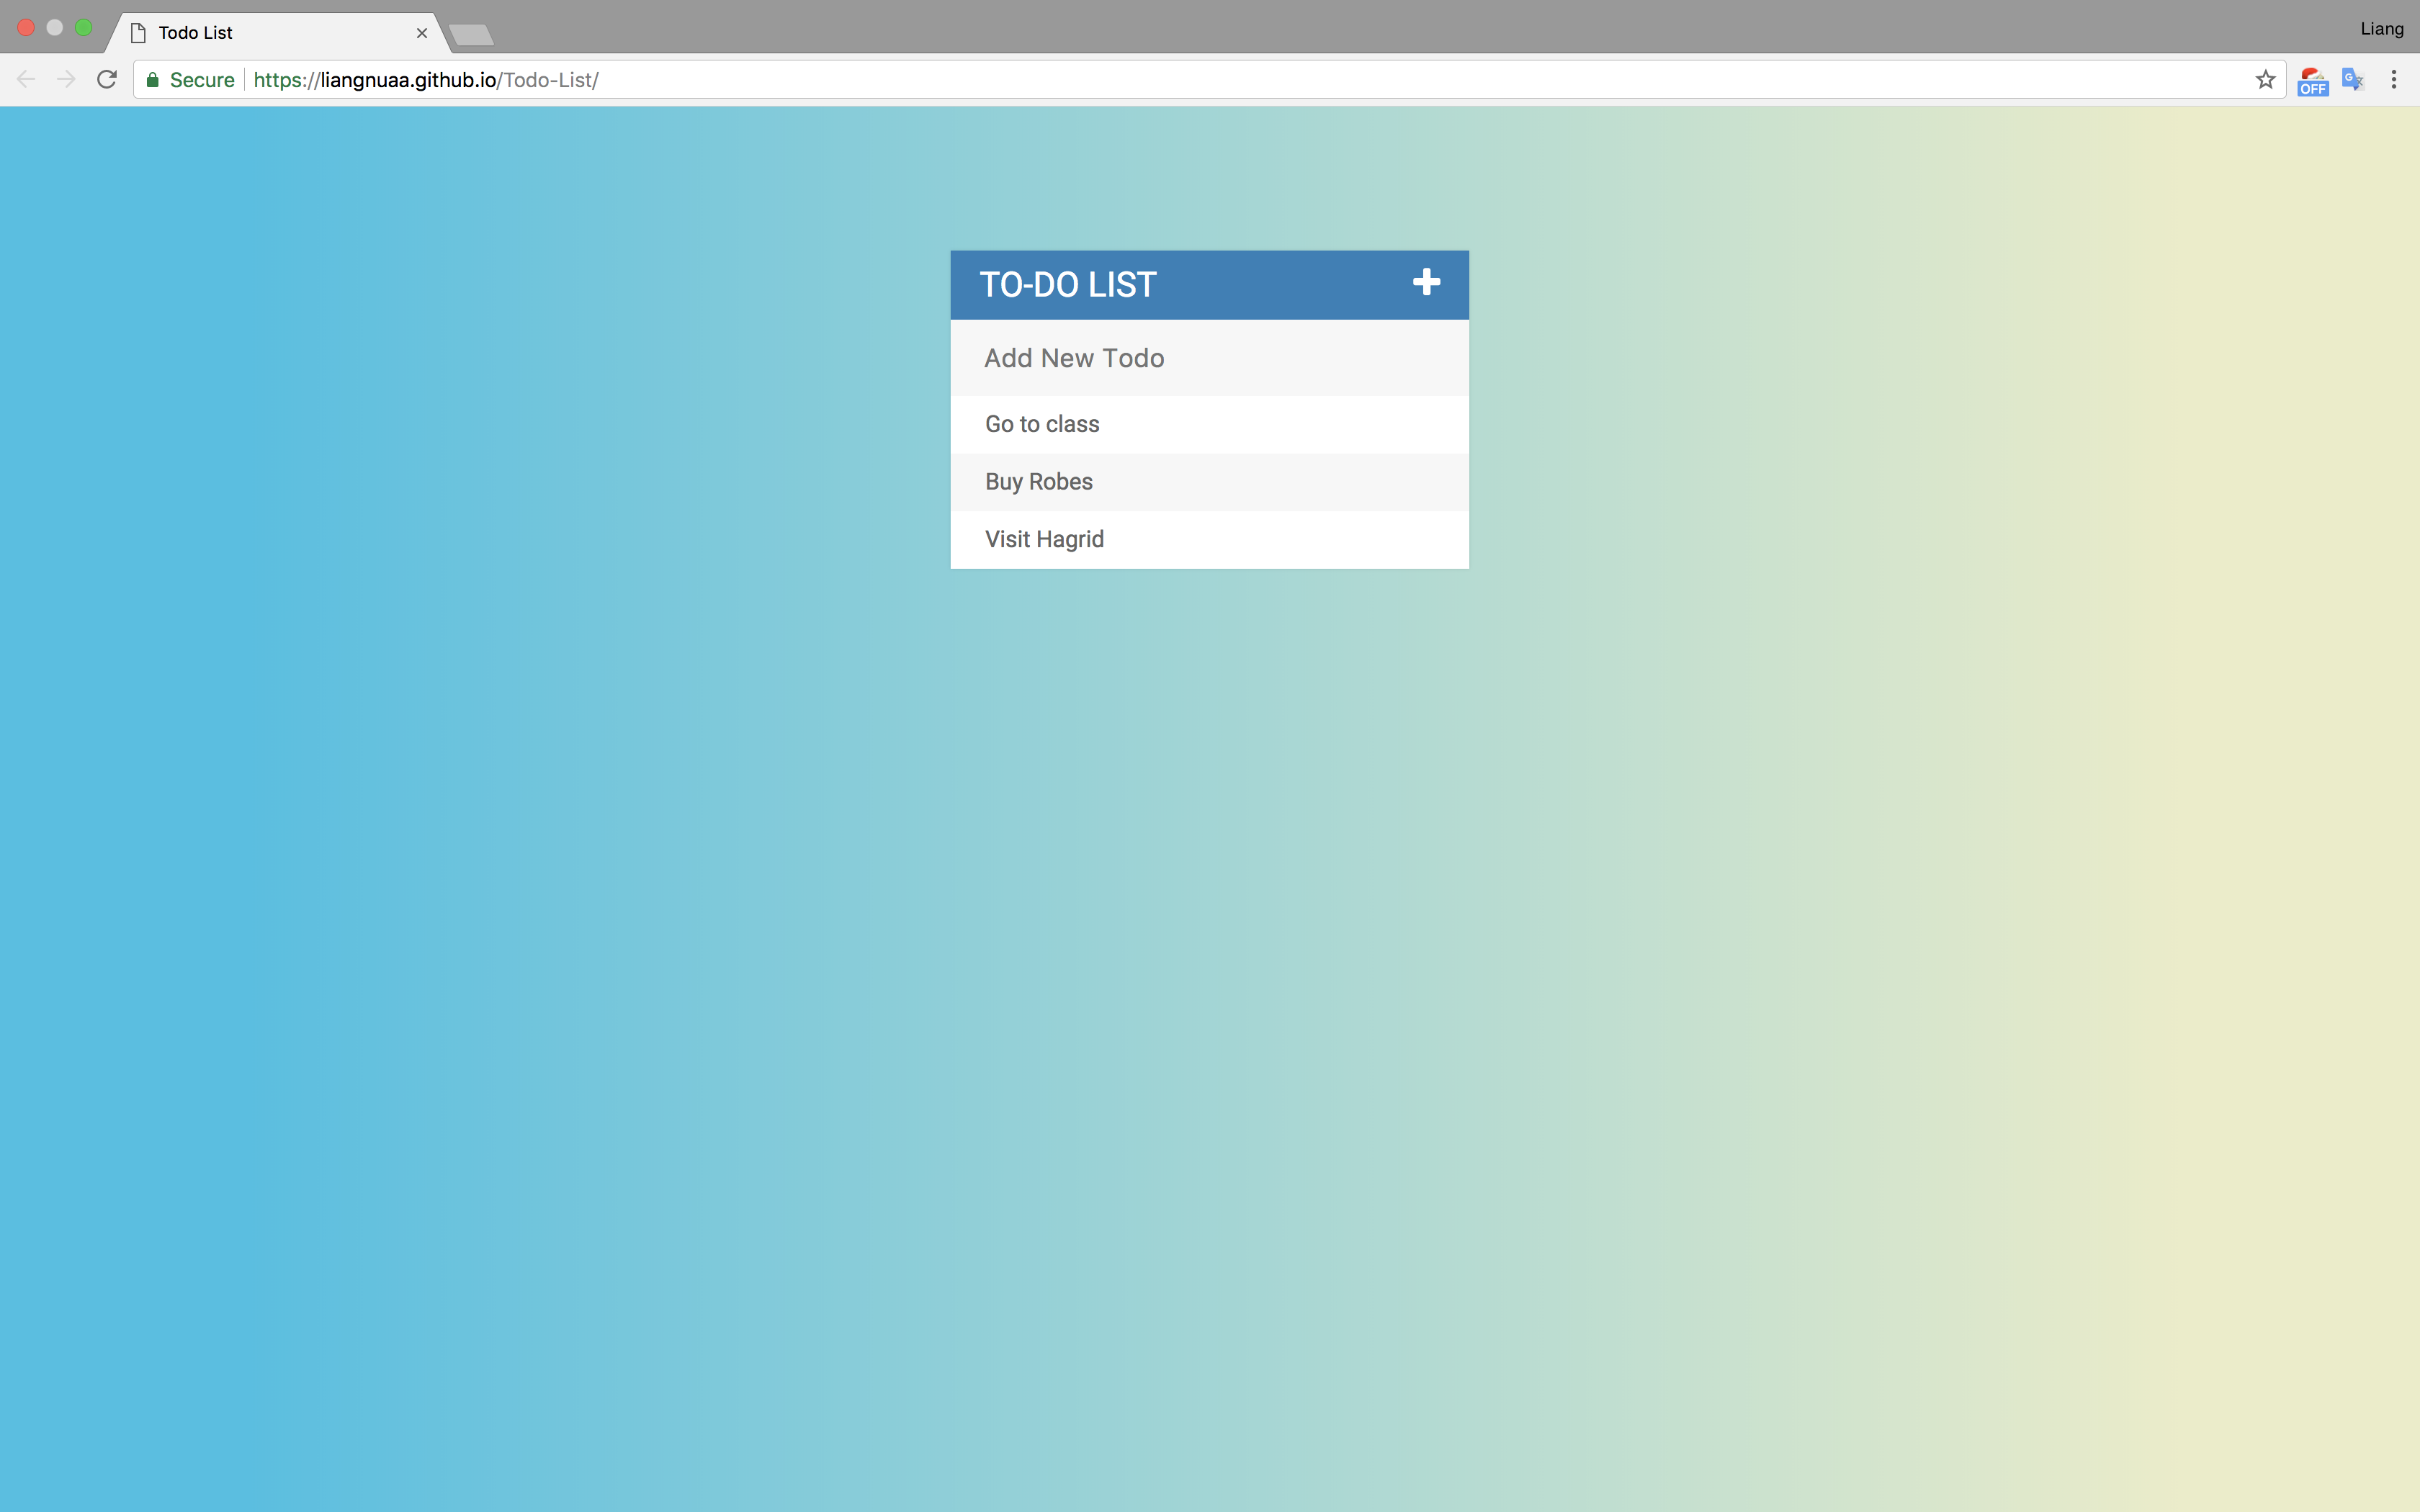 Todo List
Liang
Secure https://liangnuaa.github.io/Todo-List/
OFF
TO-DO LIST
Add New Todo
Go to class
Buy Robes
Visit Hagrid